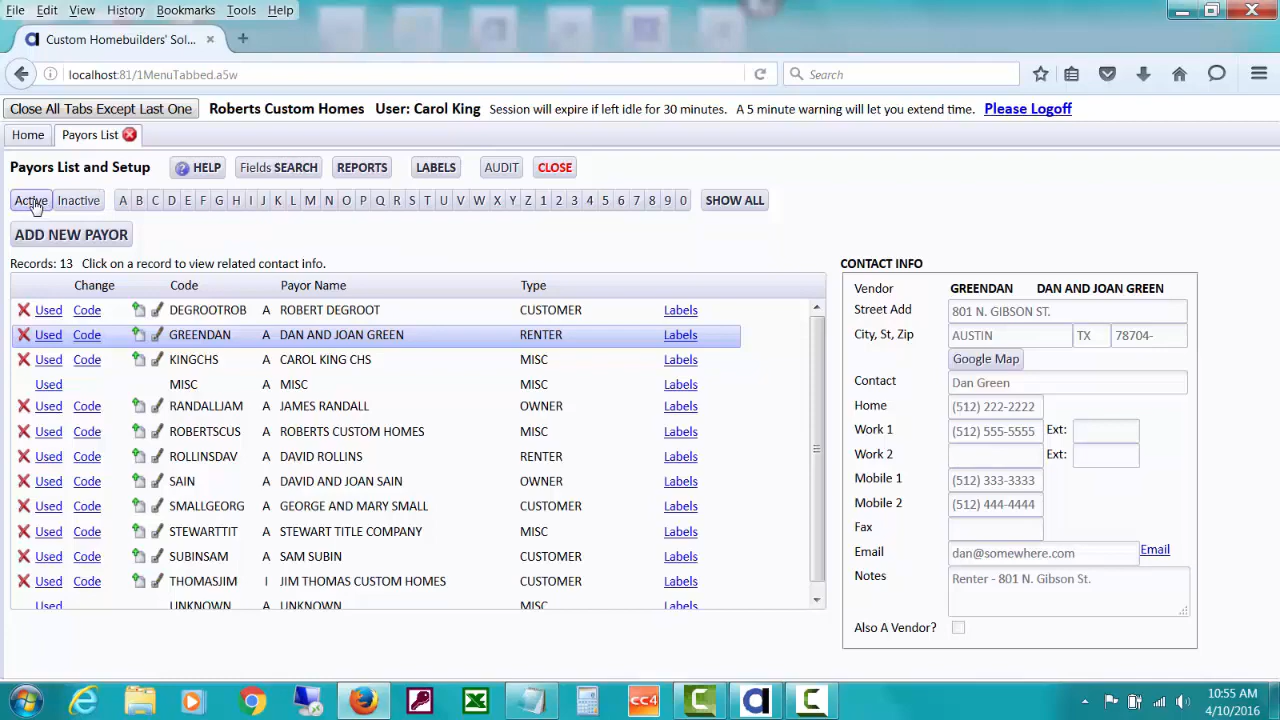 File Edit View History Bookmarks Tools Help
Custom Homebuilders' Sol... × +
localhost:81/1MenuTabbed.a5w Search
Close All Tabs Except Last One Roberts Custom Homes User: Carol King Session will expire if left idle for 30 minutes. A 5 minute warning will let you extend time. Please Logoff
Home Payors List
Payors List and Setup HELP Fields SEARCH REPORTS LABELS AUDIT CLOSE
Active Inactive A B C D E F G H I J K L M N O P Q R S T U V W X Y Z 1 2 3 4 5 6 7 8 9 0 SHOW ALL
ADD NEW PAYOR
Records: 13 Click on a record to view related contact info.
Change Code Payor Name Type
Used Code DEGROOTROB A ROBERT DEGROOT CUSTOMER Labels
Used Code GREENDAN A DAN AND JOAN GREEN RENTER Labels
Used Code KINGCHS A CAROL KING CHS MISC Labels
Used MISC A MISC MISC Labels
Used Code RANDALLJAM A JAMES RANDALL OWNER Labels
Used Code ROBERTSCUS A ROBERTS CUSTOM HOMES MISC Labels
Used Code ROLLINSDAV A DAVID ROLLINS RENTER Labels
Used Code SAIN A DAVID AND JOAN SAIN OWNER Labels
Used Code SMALLGEORG A GEORGE AND MARY SMALL CUSTOMER Labels
Used Code STEWARTTIT A STEWART TITLE COMPANY MISC Labels
Used Code SUBINSAM A SAM SUBIN CUSTOMER Labels
Used Code THOMASJIM I JIM THOMAS CUSTOM HOMES CUSTOMER Labels
Used UNKNOWN A UNKNOWN MISC Labels
CONTACT INFO
Vendor GREENDAN DAN AND JOAN GREEN
Street Add 801 N. GIBSON ST.
City, St, Zip AUSTIN TX 78704-
Google Map
Contact Dan Green
Home (512) 222-2222
Work 1 (512) 555-5555 Ext:
Work 2 Ext:
Mobile 1 (512) 333-3333
Mobile 2 (512) 444-4444
Fax
Email dan@somewhere.com Email
Notes Renter - 801 N. Gibson St.
Also A Vendor?
CC4
10:55 AM
4/10/2016